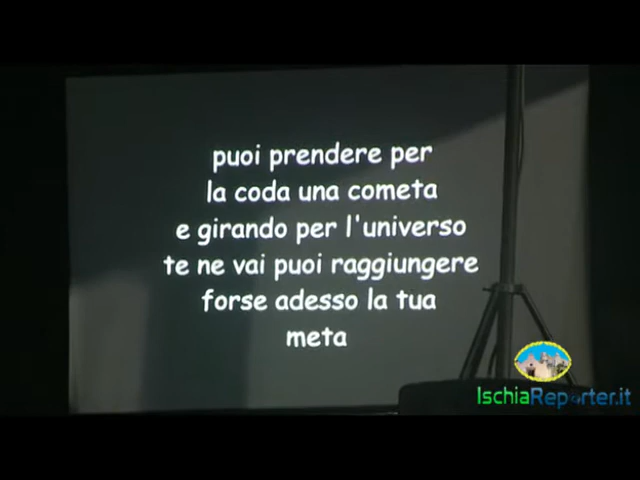 puoi prendere per
la coda una cometa
e girando per l'universo
te ne vai puoi raggiungere
forse adesso la tua
meta
IschiaReporter.it